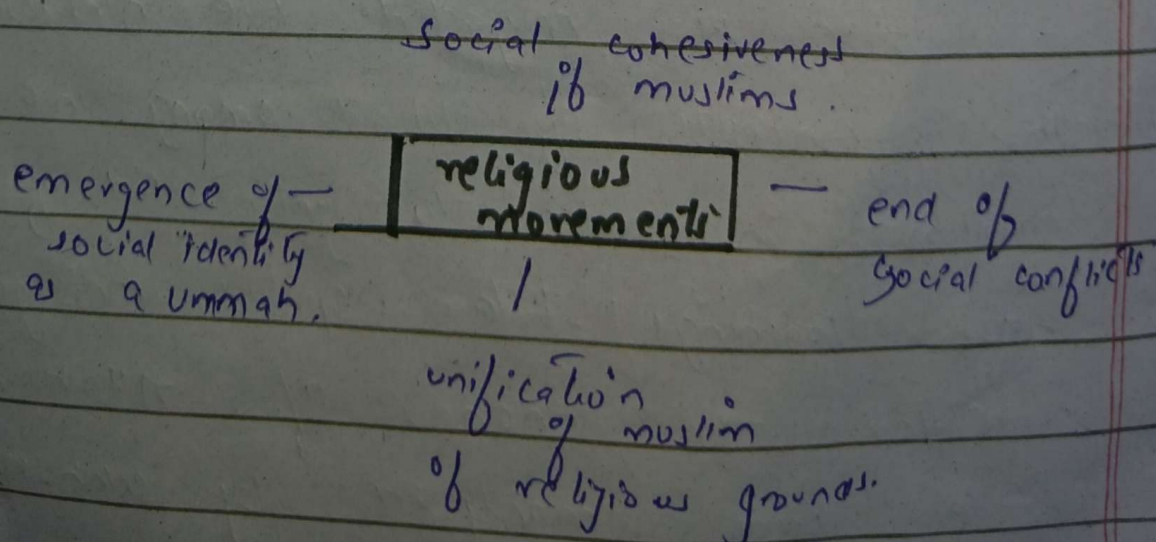 social cohesiveness
of muslims.
religious
movements
emergence of
social identity
as a ummah.
end of
social conflicts
unification
of muslim
of religious grounds.